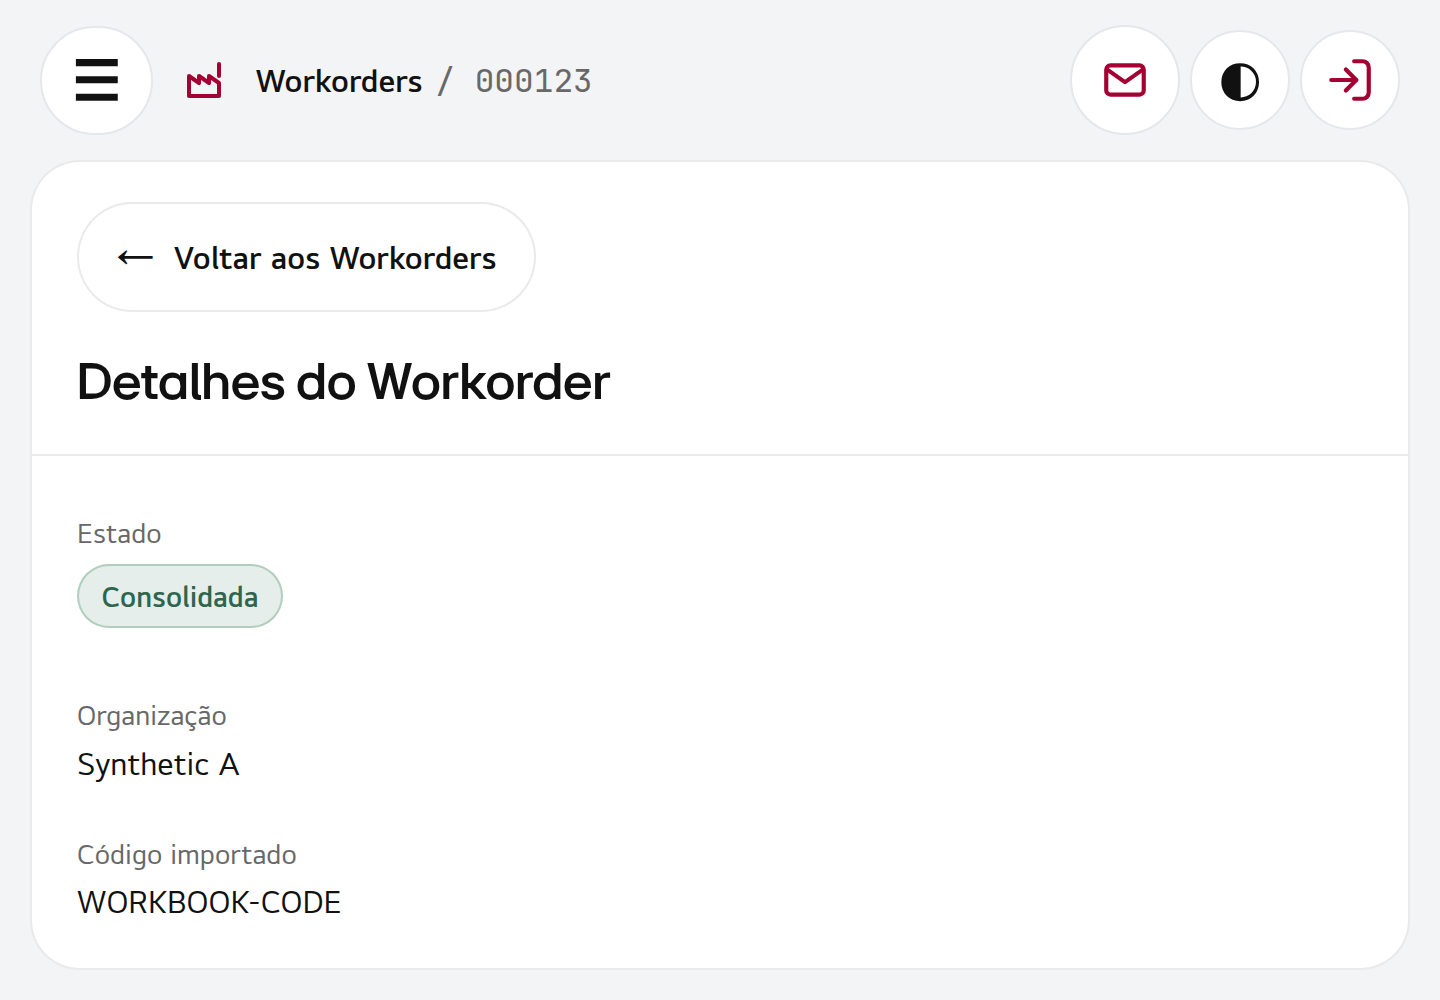 Workorders / 000123
← Voltar aos Workorders
Detalhes do Workorder
Estado
Consolidada
Organização
Synthetic A
Código importado
WORKBOOK-CODE